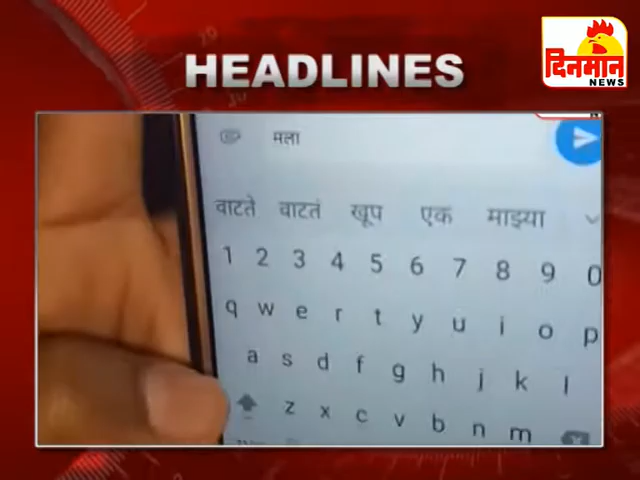 HEADLINES
दिनमान
NEWS
मला
वाटते वाटतं खूप एक माझ्या
1 2 3 4 5 6 7 8 9 0
q w e r t y u i o p
a s d f g h j k l
z x c v b n m